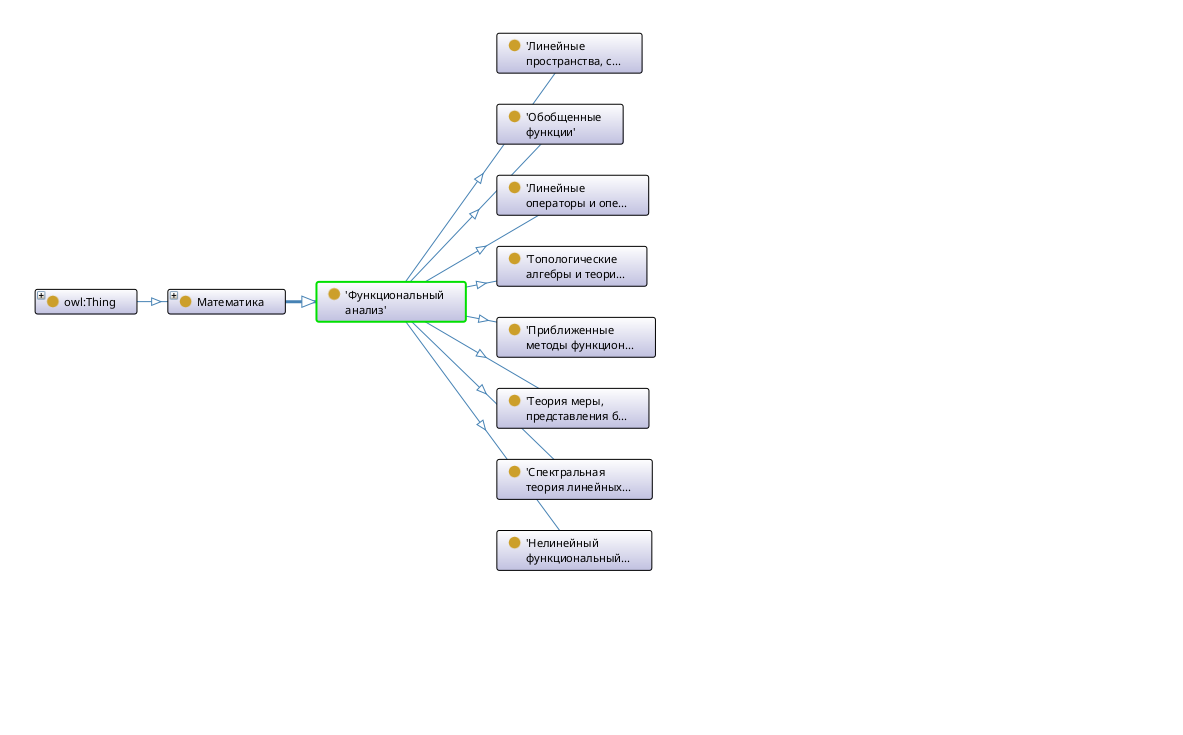 'Линейные
пространства, с...
'Обобщенные
функции'
'Линейные
операторы и опе...
'Топологические
алгебры и теори...
owl:Thing
Математика
'Функциональный
анализ'
'Приближенные
методы функцион...
'Теория меры,
представления б...
'Спектральная
теория линейных...
'Нелинейный
функциональный...